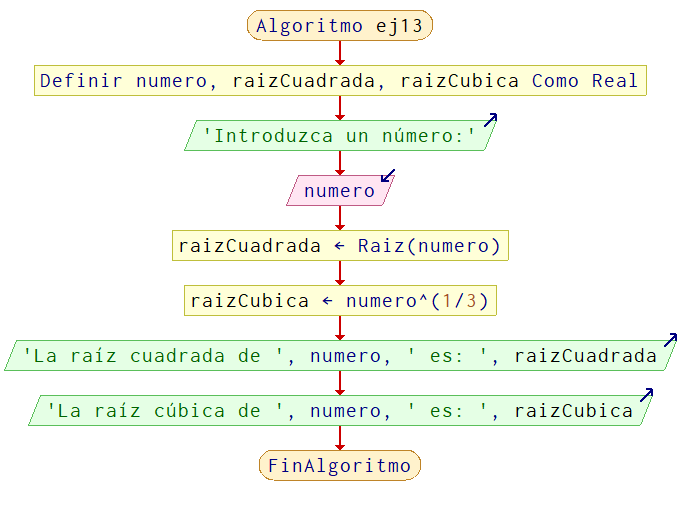 Algoritmo ej13
Definir numero, raizCuadrada, raizCubica Como Real
'Introduzca un número:'
numero
raizCuadrada ← Raiz(numero)
raizCubica ← numero^(1/3)
'La raíz cuadrada de ', numero, ' es: ', raizCuadrada
'La raíz cúbica de ', numero, ' es: ', raizCubica
FinAlgoritmo